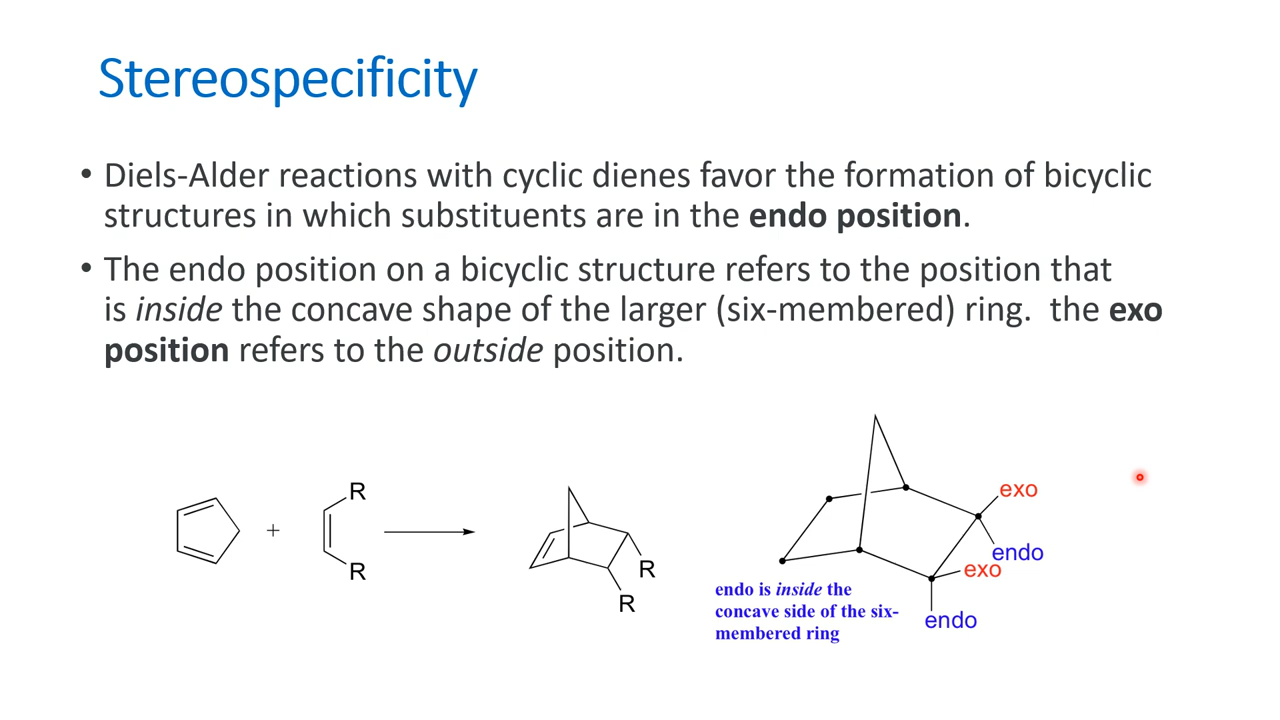 Stereospecificity
• Diels-Alder reactions with cyclic dienes favor the formation of bicyclic
structures in which substituents are in the endo position.
• The endo position on a bicyclic structure refers to the position that
is inside the concave shape of the larger (six-membered) ring.  the exo
position refers to the outside position.
R
+
R
R
R
exo
endo
exo
endo
endo is inside the
concave side of the six-
membered ring